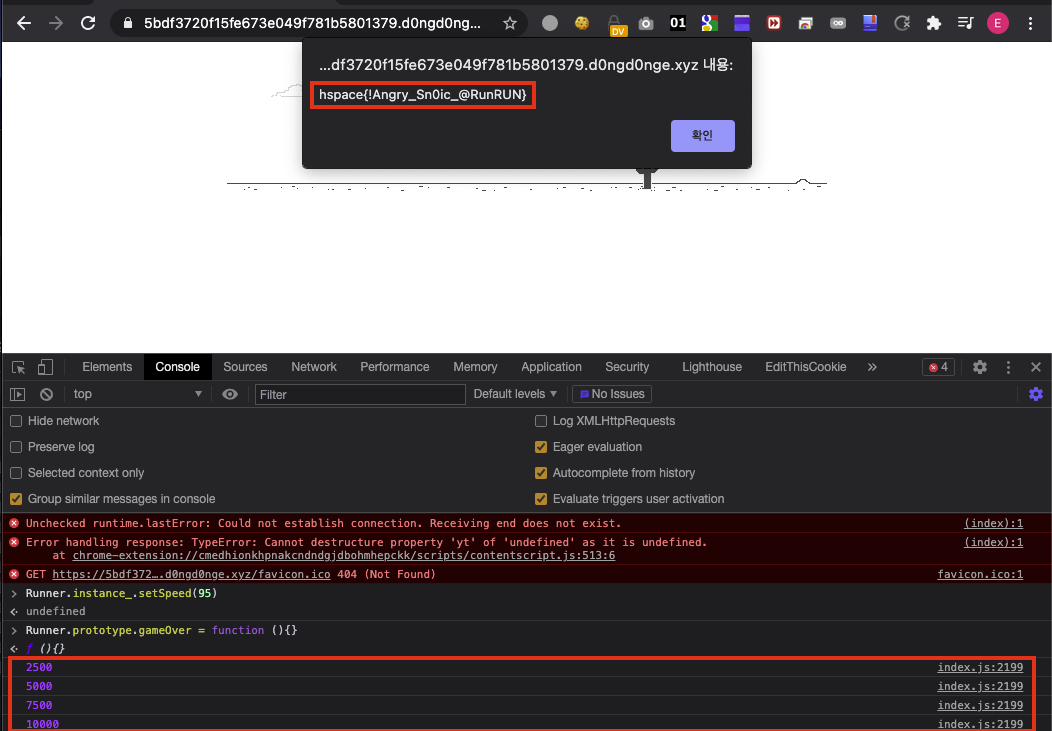 5bdf3720f15fe673e049f781b5801379.d0ngd0ng...
DV
01
E
...df3720f15fe673e049f781b5801379.d0ngd0nge.xyz 내용:
hspace{!Angry_Sn0ic_@RunRUN}
확인
Elements Console Sources Network Performance Memory Application Security Lighthouse EditThisCookie » 4
top Filter Default levels No Issues
Hide network Log XMLHttpRequests
Preserve log Eager evaluation
Selected context only Autocomplete from history
Group similar messages in console Evaluate triggers user activation
Unchecked runtime.lastError: Could not establish connection. Receiving end does not exist. (index):1
Error handling response: TypeError: Cannot destructure property 'yt' of 'undefined' as it is undefined. (index):1
at chrome-extension://cmedhionkhpnakcndndgjdbohmhepckk/scripts/contentscript.js:513:6
GET https://5bdf372….d0ngd0nge.xyz/favicon.ico 404 (Not Found) favicon.ico:1
> Runner.instance_.setSpeed(95)
undefined
> Runner.prototype.gameOver = function (){}
ƒ (){}
2500 index.js:2199
5000 index.js:2199
7500 index.js:2199
10000 index.js:2199